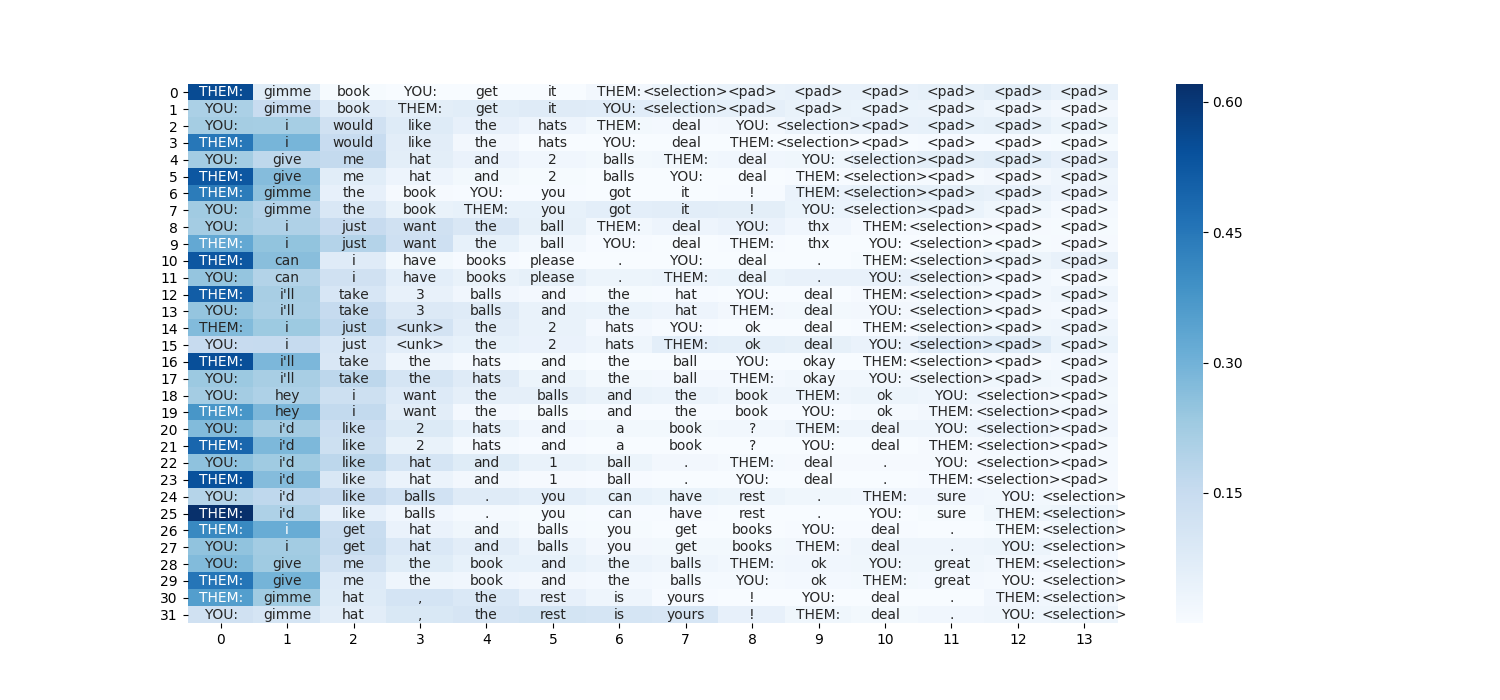 0 THEM: gimme book YOU: get it THEM: <selection> <pad> <pad> <pad> <pad> <pad> <pad>
1 YOU: gimme book THEM: get it YOU: <selection> <pad> <pad> <pad> <pad> <pad> <pad>
2 YOU: i would like the hats THEM: deal YOU: <selection> <pad> <pad> <pad> <pad>
3 THEM: i would like the hats YOU: deal THEM: <selection> <pad> <pad> <pad> <pad>
4 YOU: give me hat and 2 balls THEM: deal YOU: <selection> <pad> <pad> <pad>
5 THEM: give me hat and 2 balls YOU: deal THEM: <selection> <pad> <pad> <pad>
6 THEM: gimme the book YOU: you got it ! THEM: <selection> <pad> <pad> <pad>
7 YOU: gimme the book THEM: you got it ! YOU: <selection> <pad> <pad> <pad>
8 YOU: i just want the ball THEM: deal YOU: thx THEM: <selection> <pad> <pad>
9 THEM: i just want the ball YOU: deal THEM: thx YOU: <selection> <pad> <pad>
10 THEM: can i have books please . YOU: deal . THEM: <selection> <pad> <pad>
11 YOU: can i have books please . THEM: deal . YOU: <selection> <pad> <pad>
12 THEM: i'll take 3 balls and the hat YOU: deal THEM: <selection> <pad> <pad>
13 YOU: i'll take 3 balls and the hat THEM: deal YOU: <selection> <pad> <pad>
14 THEM: i just <unk> the 2 hats YOU: ok deal THEM: <selection> <pad> <pad>
15 YOU: i just <unk> the 2 hats THEM: ok deal YOU: <selection> <pad> <pad>
16 THEM: i'll take the hats and the ball YOU: okay THEM: <selection> <pad> <pad>
17 YOU: i'll take the hats and the ball THEM: okay YOU: <selection> <pad> <pad>
18 YOU: hey i want the balls and the book THEM: ok YOU: <selection> <pad>
19 THEM: hey i want the balls and the book YOU: ok THEM: <selection> <pad>
20 YOU: i'd like 2 hats and a book ? THEM: deal YOU: <selection> <pad>
21 THEM: i'd like 2 hats and a book ? YOU: deal THEM: <selection> <pad>
22 YOU: i'd like hat and 1 ball . THEM: deal . YOU: <selection> <pad>
23 THEM: i'd like hat and 1 ball . YOU: deal . THEM: <selection> <pad>
24 YOU: i'd like balls . you can have rest . THEM: sure YOU: <selection>
25 THEM: i'd like balls . you can have rest . YOU: sure THEM: <selection>
26 THEM: i get hat and balls you get books YOU: deal . THEM: <selection>
27 YOU: i get hat and balls you get books THEM: deal . YOU: <selection>
28 YOU: give me the book and the balls THEM: ok YOU: great THEM: <selection>
29 THEM: give me the book and the balls YOU: ok THEM: great YOU: <selection>
30 THEM: gimme hat , the rest is yours ! YOU: deal . THEM: <selection>
31 YOU: gimme hat , the rest is yours ! THEM: deal . YOU: <selection>
0 1 2 3 4 5 6 7 8 9 10 11 12 13
0.60
0.45
0.30
0.15